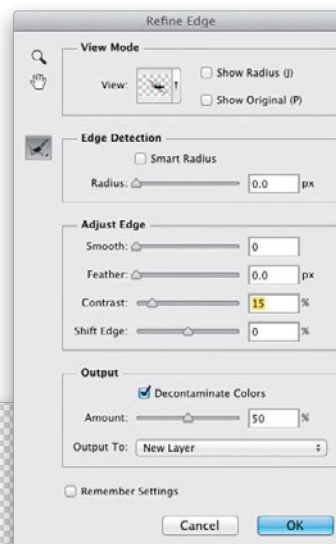 Refine Edge
View Mode
View:
Show Radius (J)
Show Original (P)
Edge Detection
Smart Radius
Radius: 0.0 px
Adjust Edge
Smooth: 0
Feather: 0.0 px
Contrast: 15 %
Shift Edge: 0 %
Output
Decontaminate Colors
Amount: 50 %
Output To: New Layer
Remember Settings
Cancel OK